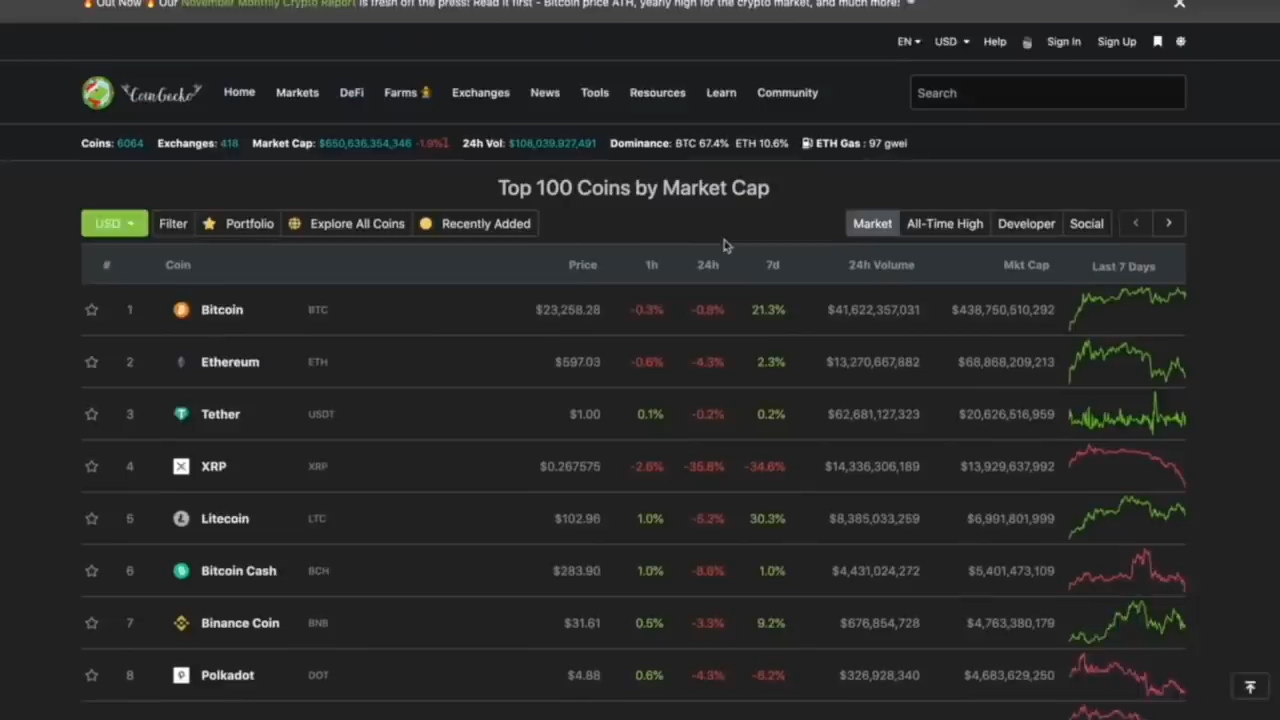 Out Now Our November Monthly Crypto Report is fresh off the press! Read it first - Bitcoin price ATH, yearly high for the crypto market, and much more!
EN USD Help Sign In Sign Up
CoinGecko Home Markets DeFi Farms Exchanges News Tools Resources Learn Community Search
Coins: 6064 Exchanges: 418 Market Cap: $650,636,354,346 -1.9% 24h Vol: $108,039,927,491 Dominance: BTC 67.4% ETH 10.6% ETH Gas : 97 gwei
Top 100 Coins by Market Cap
USD Filter Portfolio Explore All Coins Recently Added Market All-Time High Developer Social
# Coin Price 1h 24h 7d 24h Volume Mkt Cap Last 7 Days
1 Bitcoin BTC $23,258.28 -0.3% -0.8% 21.3% $41,622,357,031 $438,750,510,292
2 Ethereum ETH $597.03 -0.6% -4.3% 2.3% $13,270,667,882 $68,868,209,213
3 Tether USDT $1.00 0.1% -0.2% 0.2% $62,681,127,323 $20,626,516,959
4 XRP XRP $0.267575 -2.6% -35.6% -34.6% $14,336,306,189 $13,929,637,992
5 Litecoin LTC $102.96 1.0% -5.2% 30.3% $8,385,033,259 $6,991,801,999
6 Bitcoin Cash BCH $283.90 1.0% -8.8% 1.0% $4,431,024,272 $5,401,473,109
7 Binance Coin BNB $31.61 0.5% -3.3% 9.2% $676,854,728 $4,763,380,179
8 Polkadot DOT $4.88 0.6% -4.3% -6.2% $326,928,340 $4,683,629,250